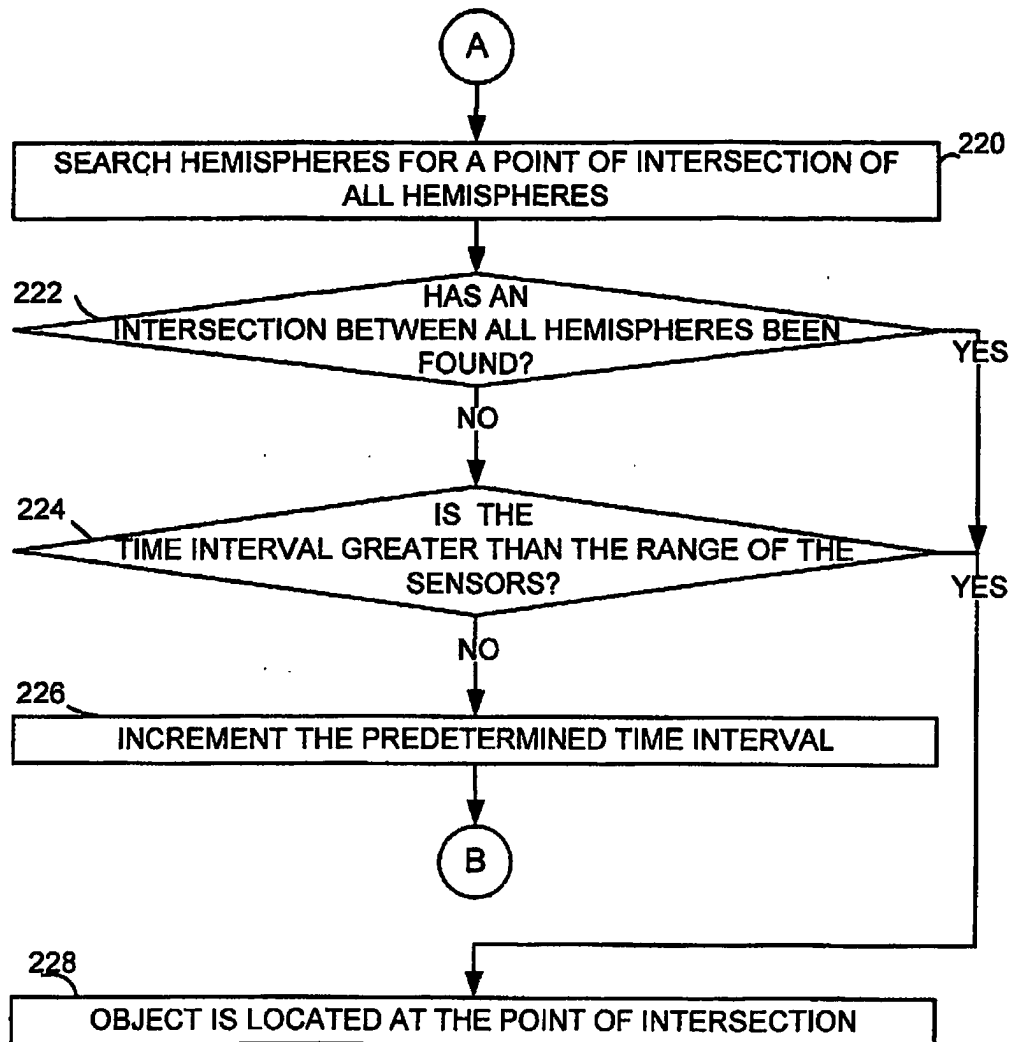 A
SEARCH HEMISPHERES FOR A POINT OF INTERSECTION OF
ALL HEMISPHERES
220
222
HAS AN
INTERSECTION BETWEEN ALL HEMISPHERES BEEN
FOUND?
YES
NO
224
IS THE
TIME INTERVAL GREATER THAN THE RANGE OF THE
SENSORS?
YES
NO
226
INCREMENT THE PREDETERMINED TIME INTERVAL
B
228
OBJECT IS LOCATED AT THE POINT OF INTERSECTION